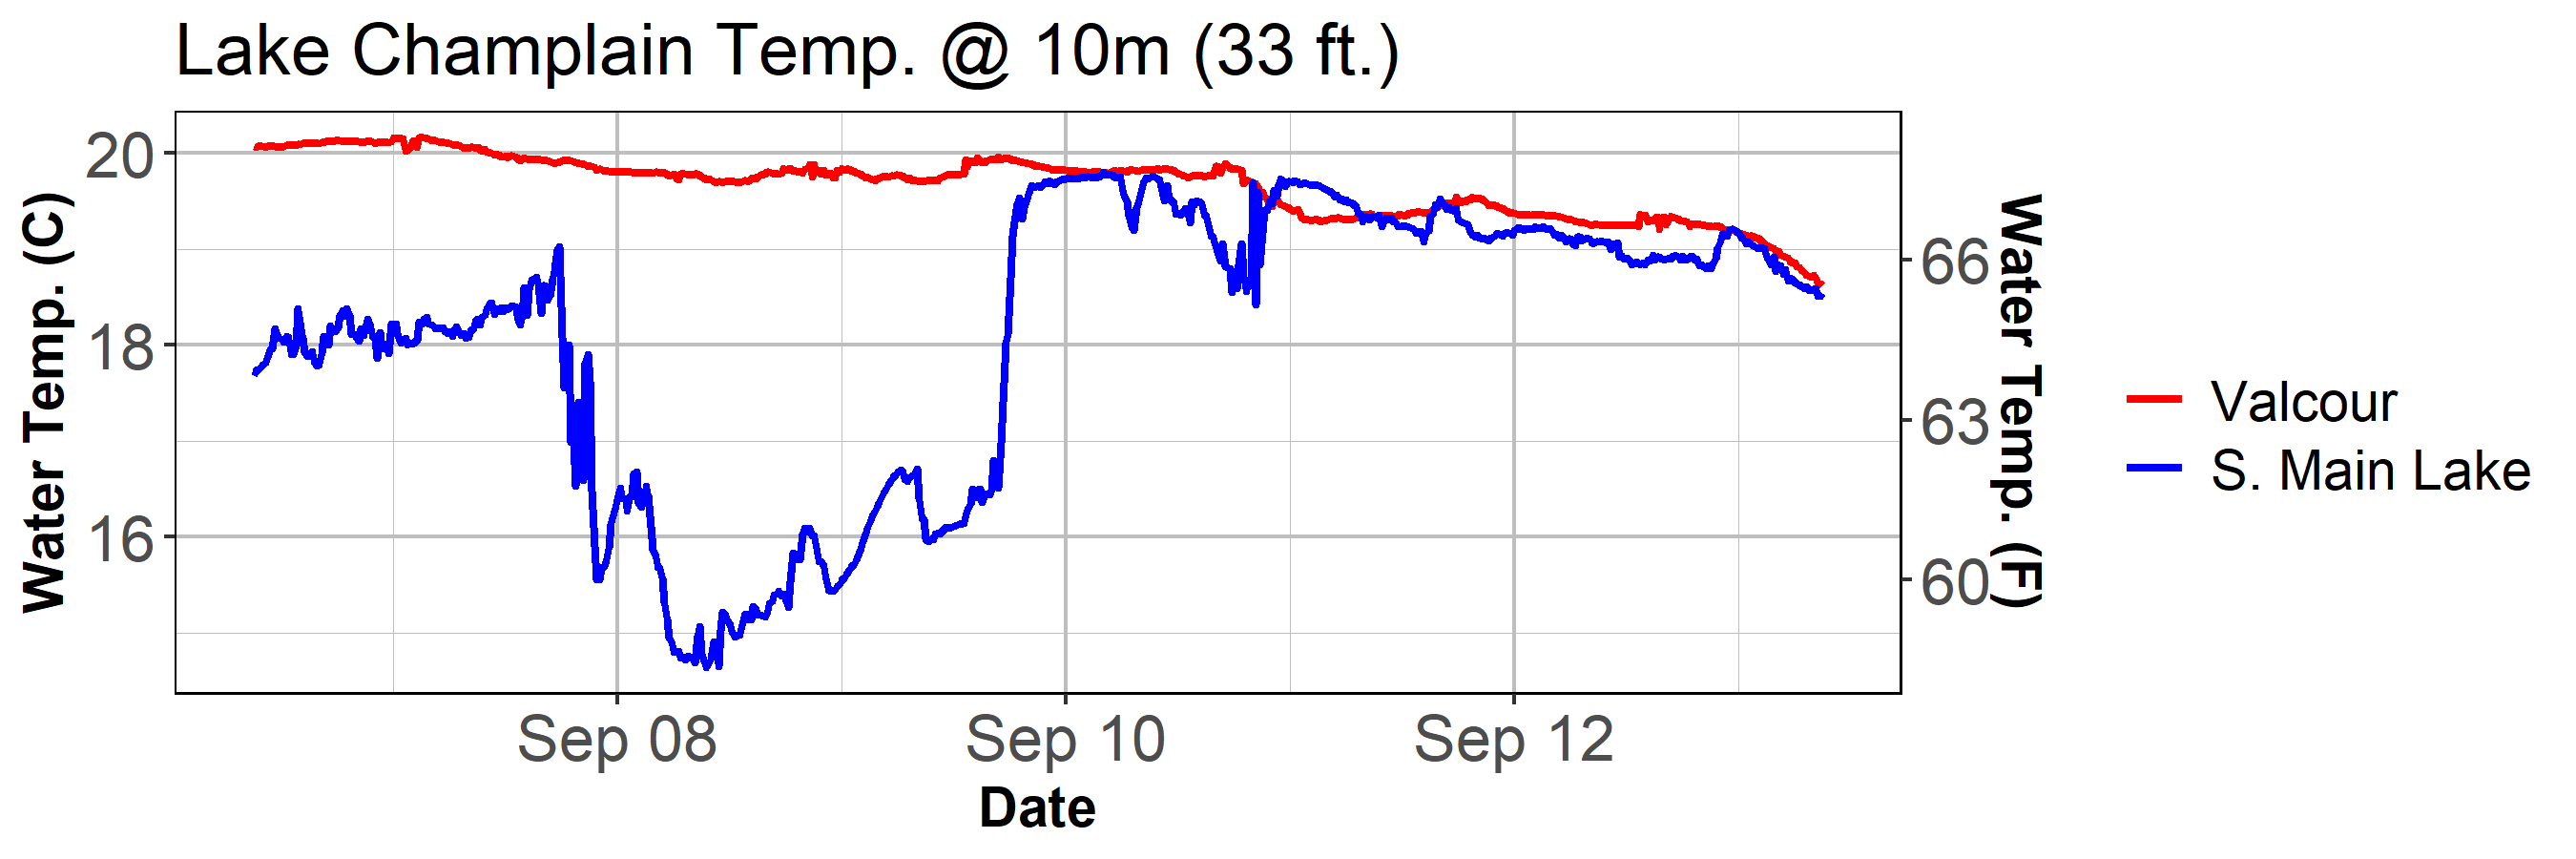 Lake Champlain Temp. @ 10m (33 ft.)
Water Temp. (C)
20
18
16
66
63
60
Water Temp. (F)
Sep 08
Sep 10
Sep 12
Date
Valcour
S. Main Lake